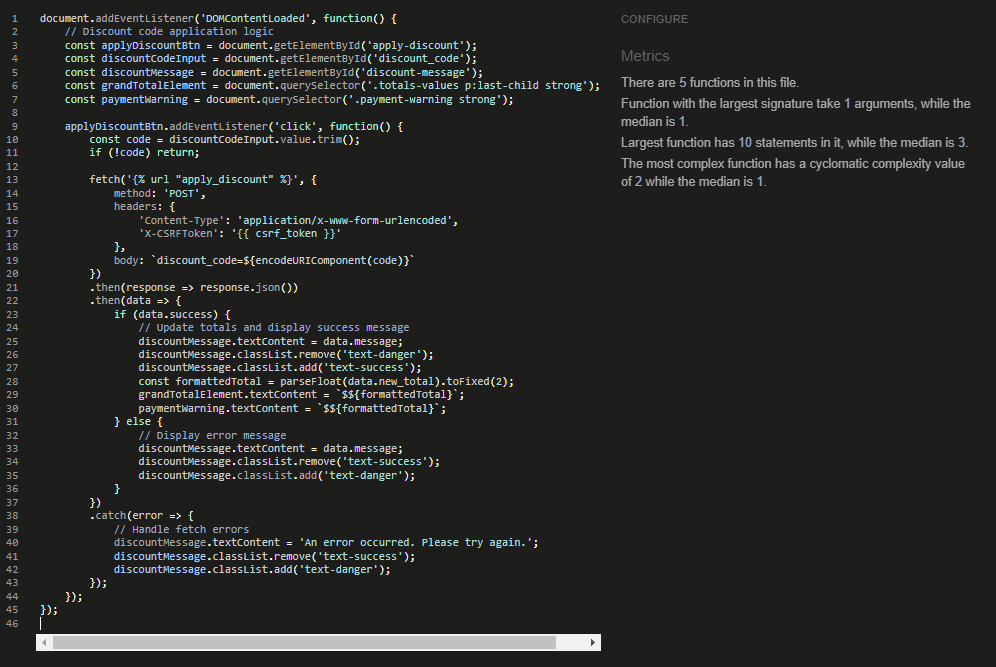 1 document.addEventListener('DOMContentLoaded', function() {
2     // Discount code application logic
3     const applyDiscountBtn = document.getElementById('apply-discount');
4     const discountCodeInput = document.getElementById('discount_code');
5     const discountMessage = document.getElementById('discount-message');
6     const grandTotalElement = document.querySelector('.totals-values p:last-child strong');
7     const paymentWarning = document.querySelector('.payment-warning strong');
8
9     applyDiscountBtn.addEventListener('click', function() {
10         const code = discountCodeInput.value.trim();
11         if (!code) return;
12
13         fetch('{% url "apply_discount" %}', {
14             method: 'POST',
15             headers: {
16                 'Content-Type': 'application/x-www-form-urlencoded',
17                 'X-CSRFToken': '{{ csrf_token }}'
18             },
19             body: `discount_code=${encodeURIComponent(code)}`
20         })
21         .then(response => response.json())
22         .then(data => {
23             if (data.success) {
24                 // Update totals and display success message
25                 discountMessage.textContent = data.message;
26                 discountMessage.classList.remove('text-danger');
27                 discountMessage.classList.add('text-success');
28                 const formattedTotal = parseFloat(data.new_total).toFixed(2);
29                 grandTotalElement.textContent = `$${formattedTotal}`;
30                 paymentWarning.textContent = `$${formattedTotal}`;
31             } else {
32                 // Display error message
33                 discountMessage.textContent = data.message;
34                 discountMessage.classList.remove('text-success');
35                 discountMessage.classList.add('text-danger');
36             }
37         })
38         .catch(error => {
39             // Handle fetch errors
40             discountMessage.textContent = 'An error occurred. Please try again.';
41             discountMessage.classList.remove('text-success');
42             discountMessage.classList.add('text-danger');
43         });
44     });
45 });
46
CONFIGURE
Metrics
There are 5 functions in this file.
Function with the largest signature take 1 arguments, while the
median is 1.
Largest function has 10 statements in it, while the median is 3.
The most complex function has a cyclomatic complexity value
of 2 while the median is 1.